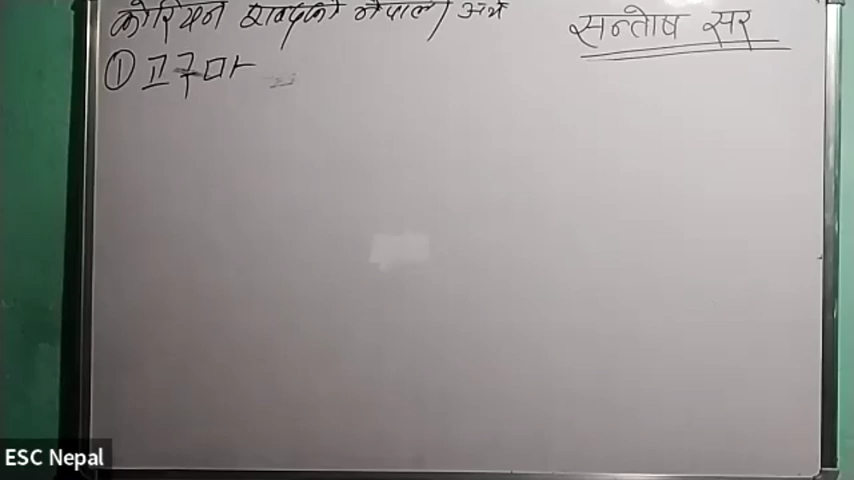 कोरियन शब्दको नेपाली अर्थ
सन्तोष सर
① 고구마
ESC Nepal